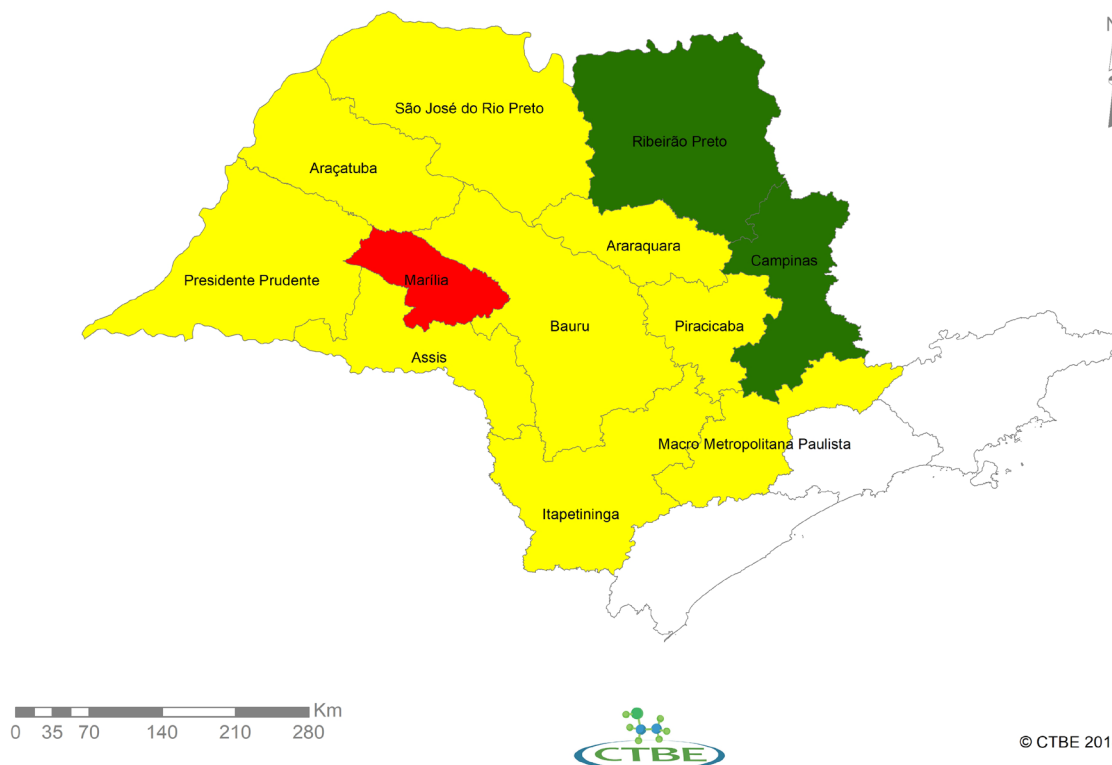 N
São José do Rio Preto
Ribeirão Preto
Araçatuba
Araraquara
Campinas
Presidente Prudente
Marília
Bauru
Piracicaba
Assis
Macro Metropolitana Paulista
Itapetininga
Km
0 35 70 140 210 280
CTBE
© CTBE 201